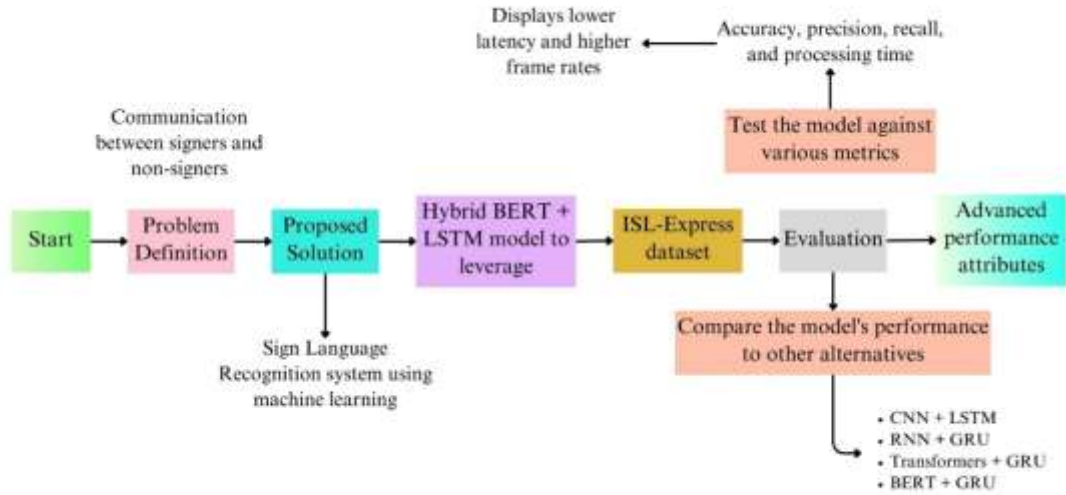 Displays lower
latency and higher
frame rates
Accuracy, precision, recall,
and processing time
Communication
between signers and
non-signers
Test the model against
various metrics
Start
Problem
Definition
Proposed
Solution
Hybrid BERT +
LSTM model to
leverage
ISL-Express
dataset
Evaluation
Advanced
performance
attributes
Sign Language
Recognition system using
machine learning
Compare the model's performance
to other alternatives
• CNN + LSTM
• RNN + GRU
• Transformers + GRU
• BERT + GRU